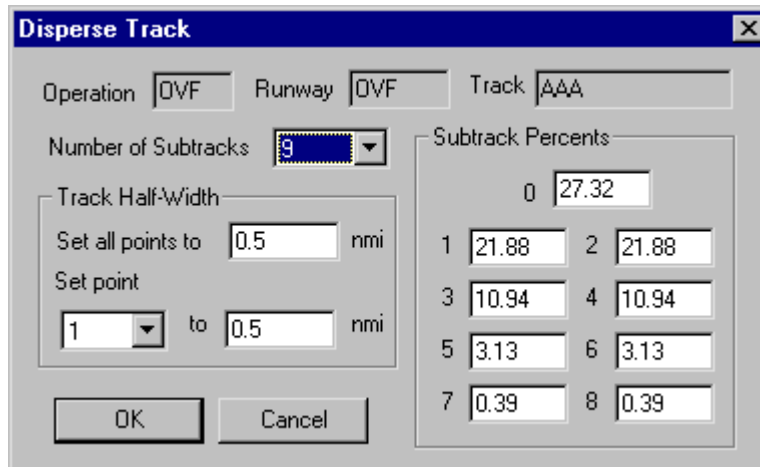 Disperse Track
Operation OVF Runway OVF Track AAA
Number of Subtracks 9
Track Half-Width
Set all points to 0.5 nmi
Set point
1 to 0.5 nmi
OK Cancel
Subtrack Percents
0 27.32
1 21.88 2 21.88
3 10.94 4 10.94
5 3.13 6 3.13
7 0.39 8 0.39